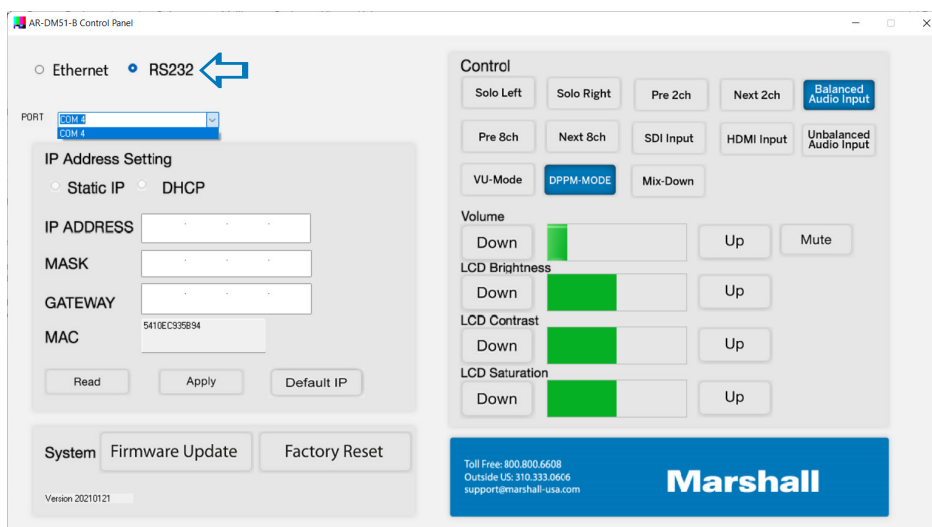 AR-DM51-B Control Panel
Ethernet
RS232
PORT
COM 4
COM 4
IP Address Setting
Static IP
DHCP
IP ADDRESS
MASK
GATEWAY
MAC
5410EC935B94
Read
Apply
Default IP
System
Firmware Update
Factory Reset
Version 20210121
Control
Solo Left
Solo Right
Pre 2ch
Next 2ch
Balanced
Audio Input
Pre 8ch
Next 8ch
SDI Input
HDMI Input
Unbalanced
Audio Input
VU-Mode
DPPM-MODE
Mix-Down
Volume
Down
Up
Mute
LCD Brightness
Down
Up
LCD Contrast
Down
Up
LCD Saturation
Down
Up
Toll Free: 800.800.6608
Outside US: 310.333.0606
support@marshall-usa.com
Marshall